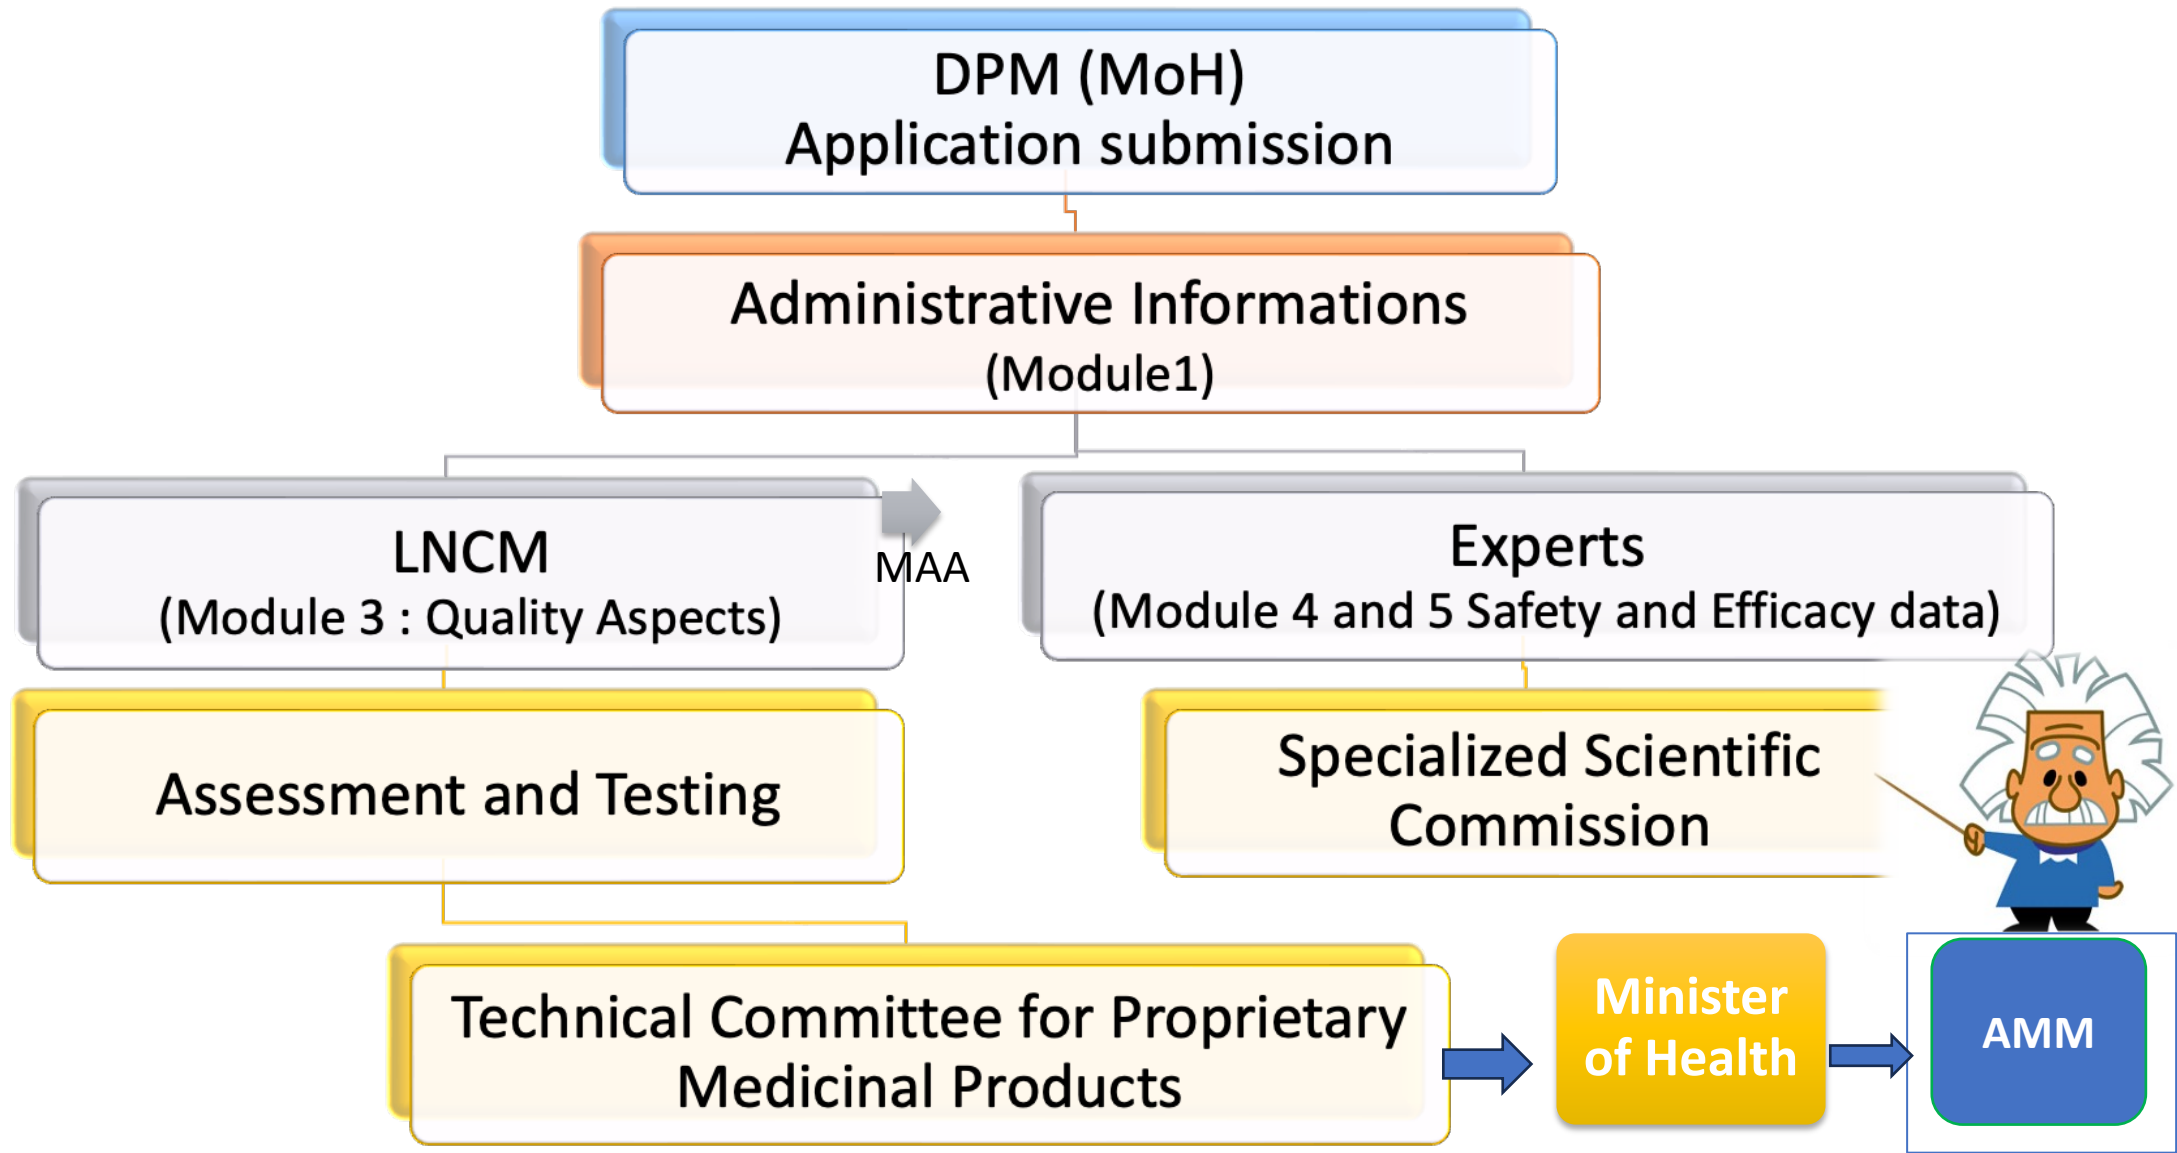 DPM (MoH)
Application submission
Administrative Informations
(Module1)
LNCM
(Module 3 : Quality Aspects)
MAA
Experts
(Module 4 and 5 Safety and Efficacy data)
Assessment and Testing
Specialized Scientific
Commission
Technical Committee for Proprietary
Medicinal Products
Minister
of Health
AMM